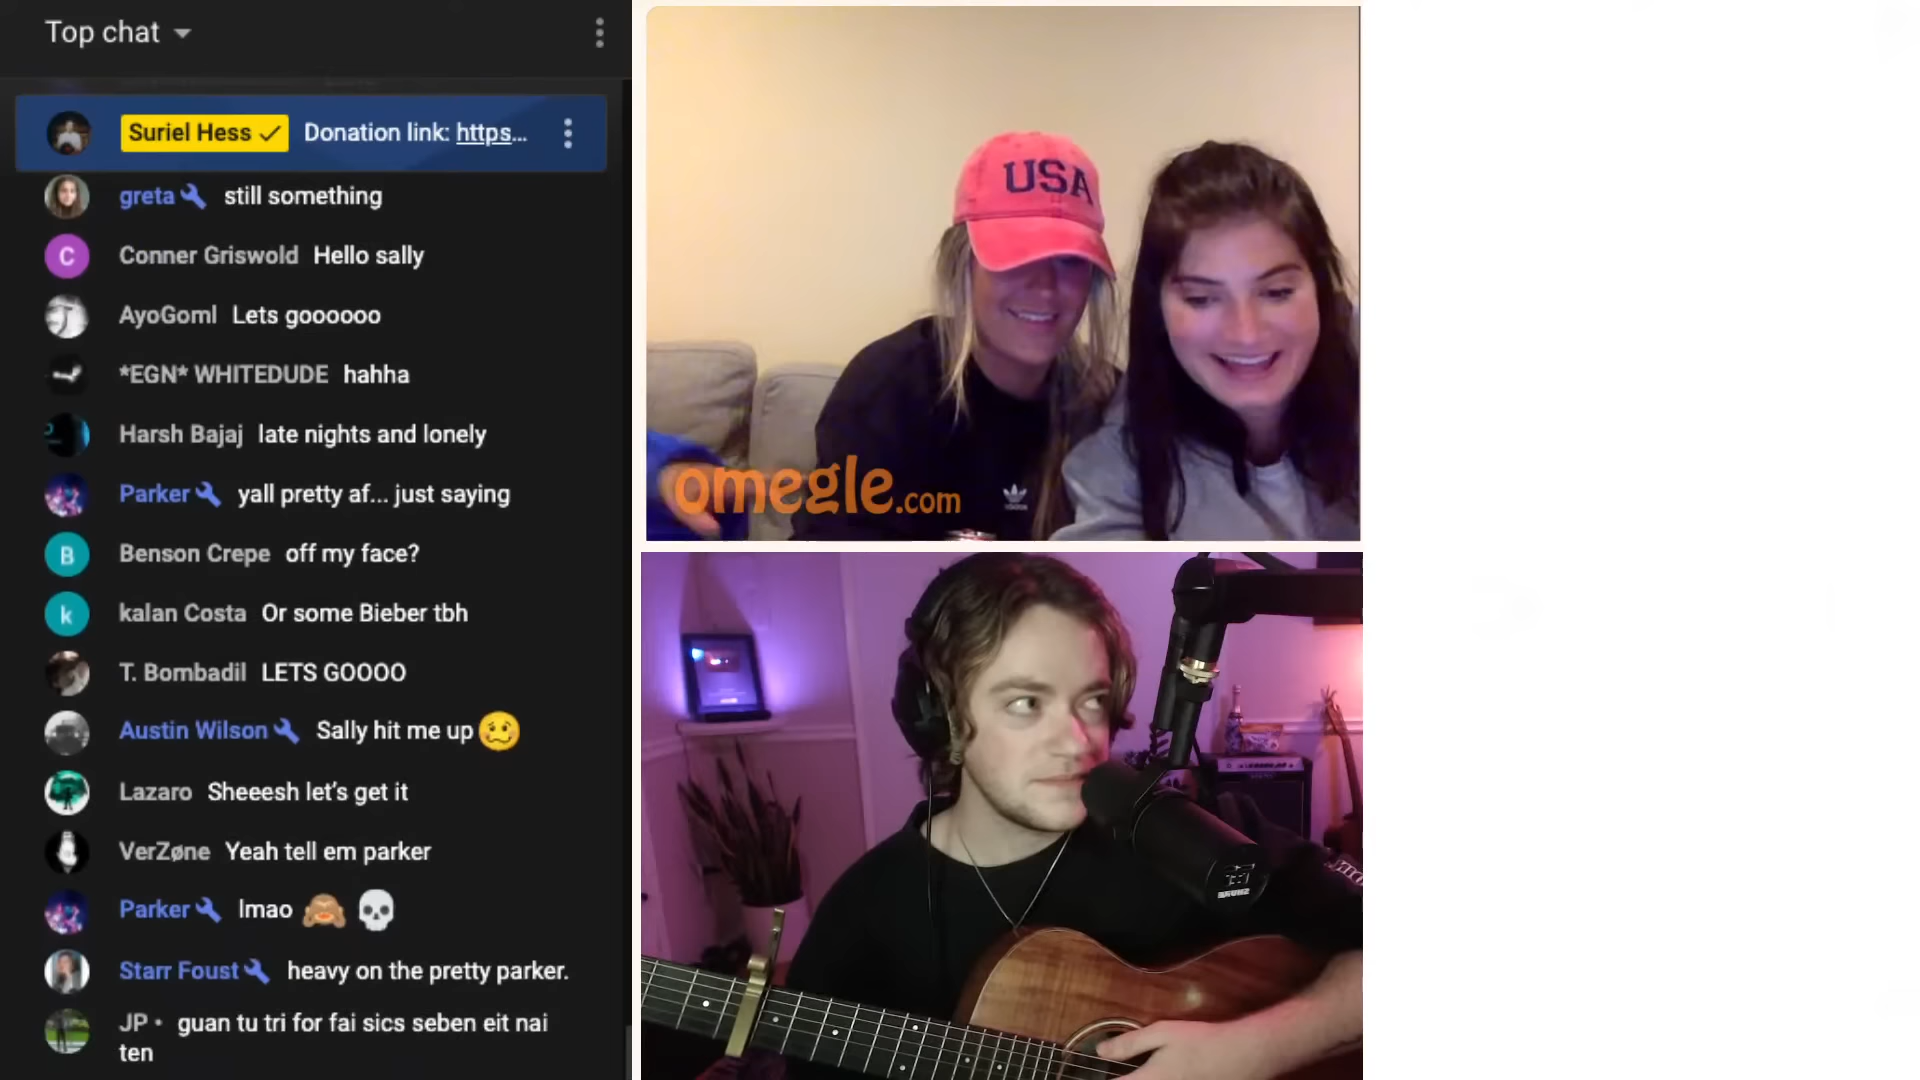 Top chat
Suriel Hess Donation link: https...
greta still something
Conner Griswold Hello sally
AyoGoml Lets goooooo
*EGN* WHITEDUDE hahha
Harsh Bajaj late nights and lonely
Parker yall pretty af... just saying
Benson Crepe off my face?
kalan Costa Or some Bieber tbh
T. Bombadil LETS GOOOO
Austin Wilson Sally hit me up
Lazaro Sheeesh let's get it
VerZøne Yeah tell em parker
Parker lmao
Starr Foust heavy on the pretty parker.
JP • guan tu tri for fai sics seben eit nai
ten
USA
omegle.com